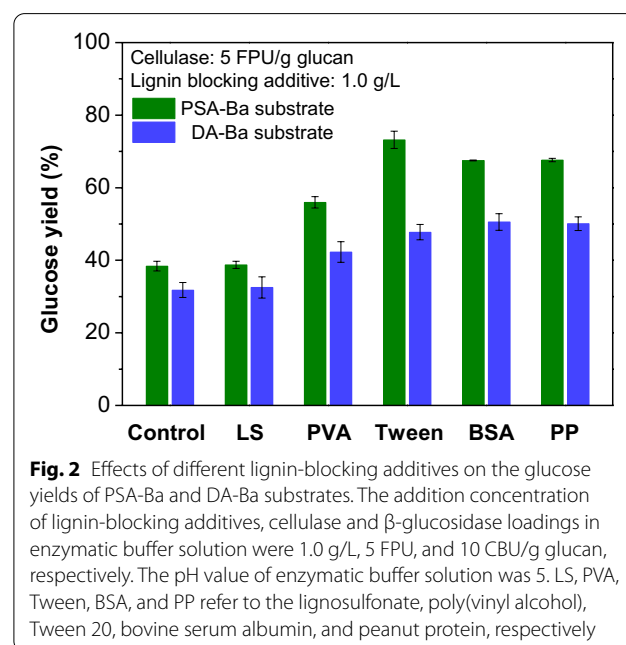 100
80
60
40
20
0
Glucose yield (%)
Cellulase: 5 FPU/g glucan
Lignin blocking additive: 1.0 g/L
PSA-Ba substrate
DA-Ba substrate
Control LS PVA Tween BSA PP
Fig. 2 Effects of different lignin-blocking additives on the glucose
yields of PSA-Ba and DA-Ba substrates. The addition concentration
of lignin-blocking additives, cellulase and β-glucosidase loadings in
enzymatic buffer solution were 1.0 g/L, 5 FPU, and 10 CBU/g glucan,
respectively. The pH value of enzymatic buffer solution was 5. LS, PVA,
Tween, BSA, and PP refer to the lignosulfonate, poly(vinyl alcohol),
Tween 20, bovine serum albumin, and peanut protein, respectively